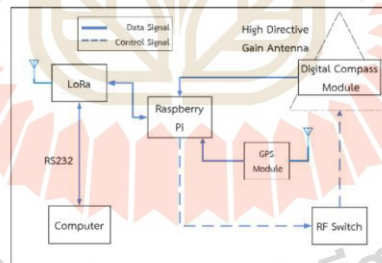 Data Signal
Control Signal
High Directive
Gain Antenna
LoRa
Digital Compass
Module
Raspberry
Pi
RS232
GPS
Module
Computer
RF Switch